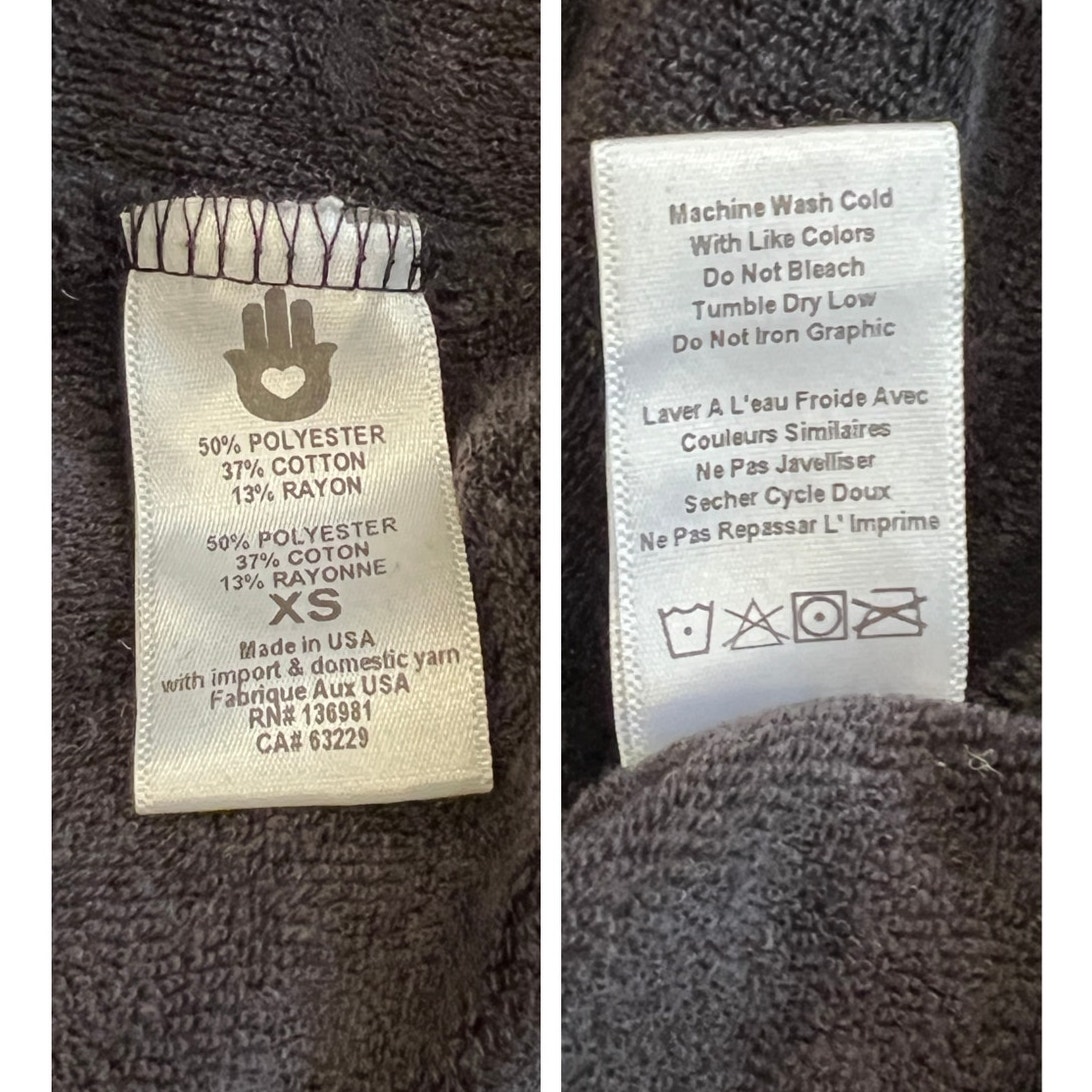 50% POLYESTER
37% COTTON
13% RAYON
50% POLYESTER
37% COTON
13% RAYONNE
XS
Made in USA
with import & domestic yarn
Fabrique Aux USA
RN# 136981
CA# 63229
Machine Wash Cold
With Like Colors
Do Not Bleach
Tumble Dry Low
Do Not Iron Graphic
Laver A L'eau Froide Avec
Couleurs Similaires
Ne Pas Javelliser
Secher Cycle Doux
Ne Pas Repassar L' Imprime